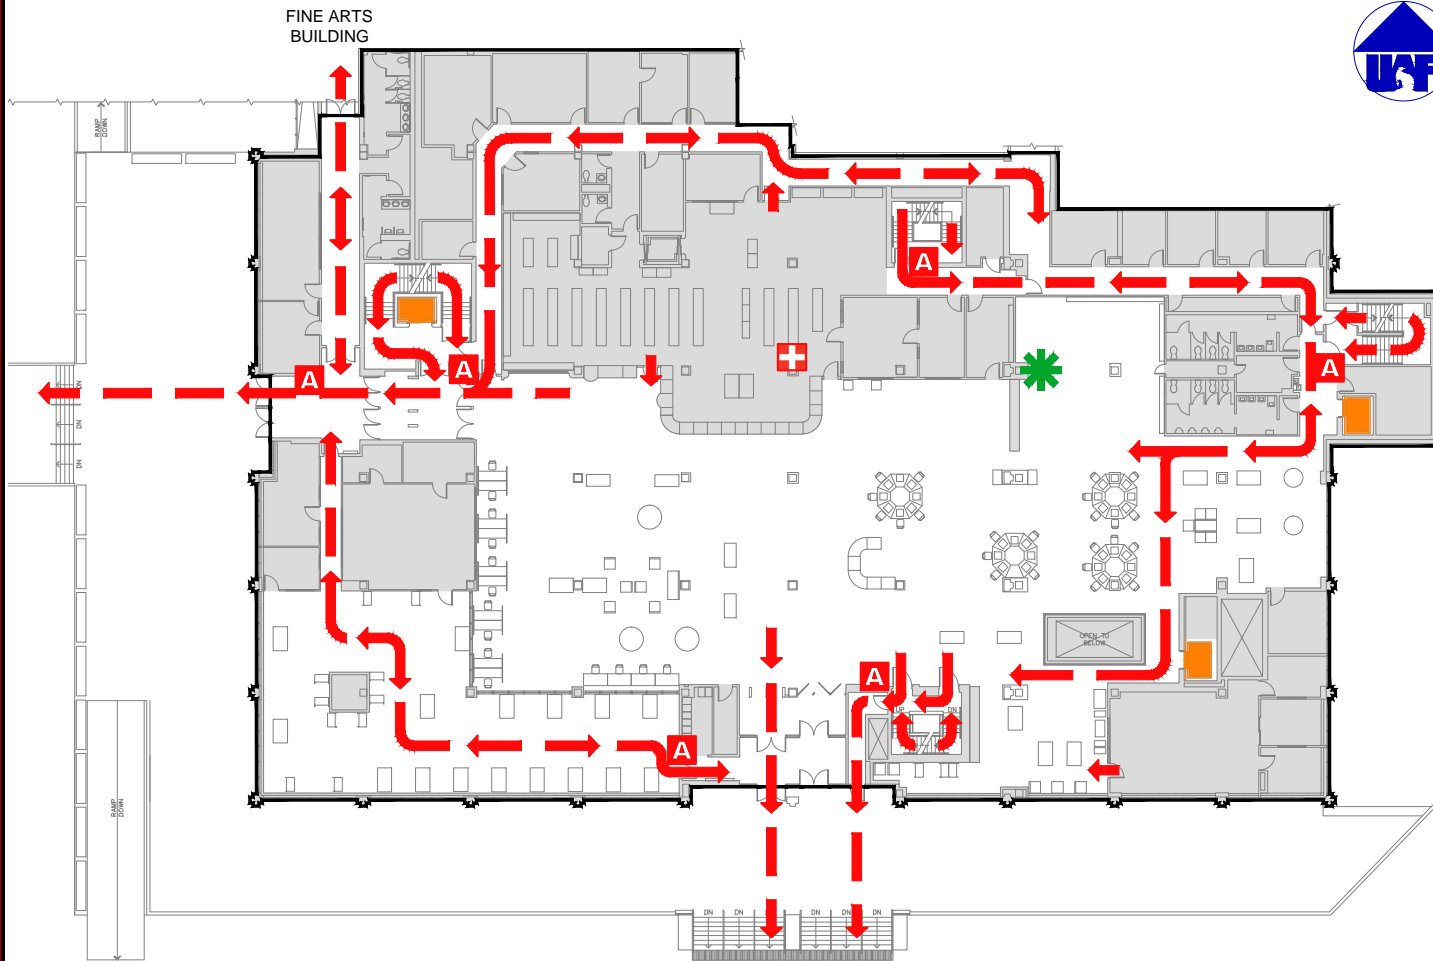 FINE ARTS
BUILDING
UAF
RAMP
DOWN
A
A
A
A
DN
DN
DN
OPEN TO
BELOW
A
UP
DN
A
RAMP
DOWN
DN DN DN DN DN